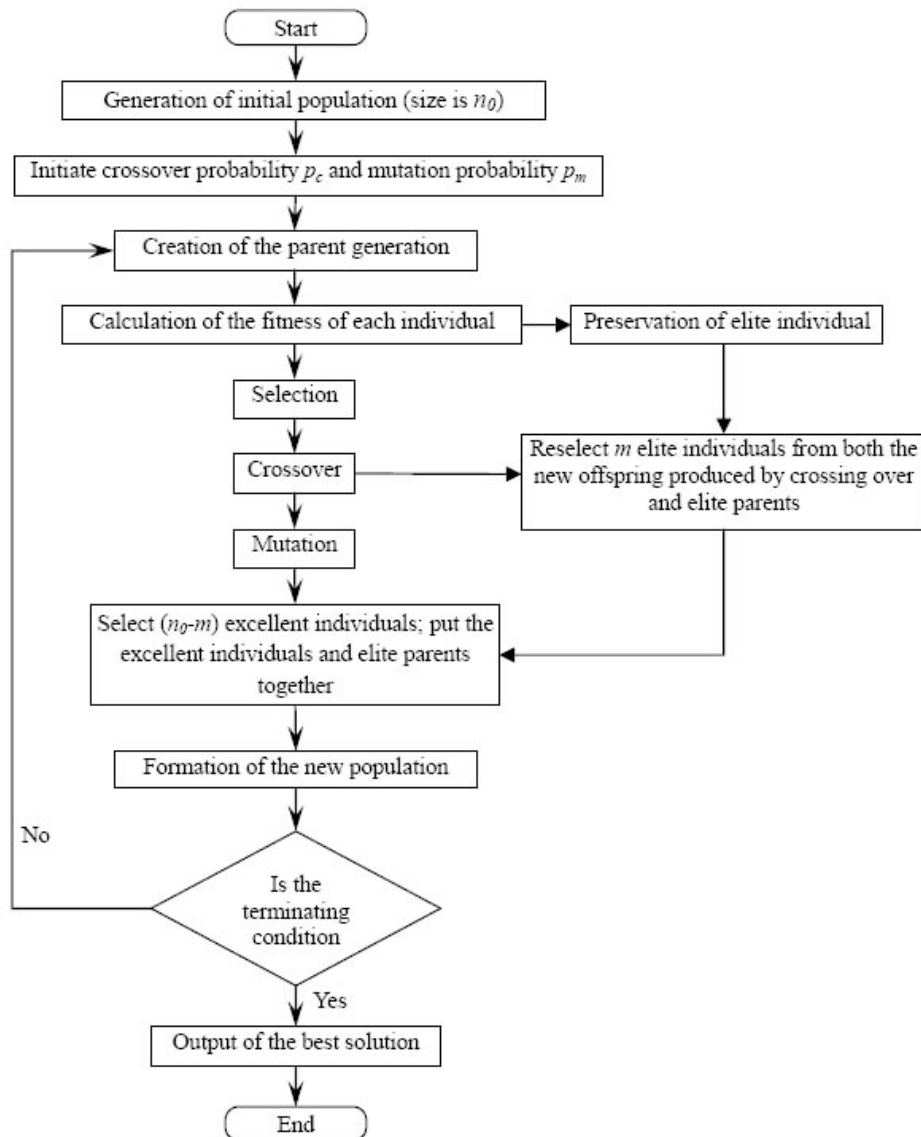 Start
Generation of initial population (size is n0)
Initiate crossover probability pc and mutation probability pm
Creation of the parent generation
Calculation of the fitness of each individual
Preservation of elite individual
Selection
Crossover
Reselect m elite individuals from both the
new offspring produced by crossing over
and elite parents
Mutation
Select (n0-m) excellent individuals; put the
excellent individuals and elite parents
together
Formation of the new population
No
Is the
terminating
condition
Yes
Output of the best solution
End